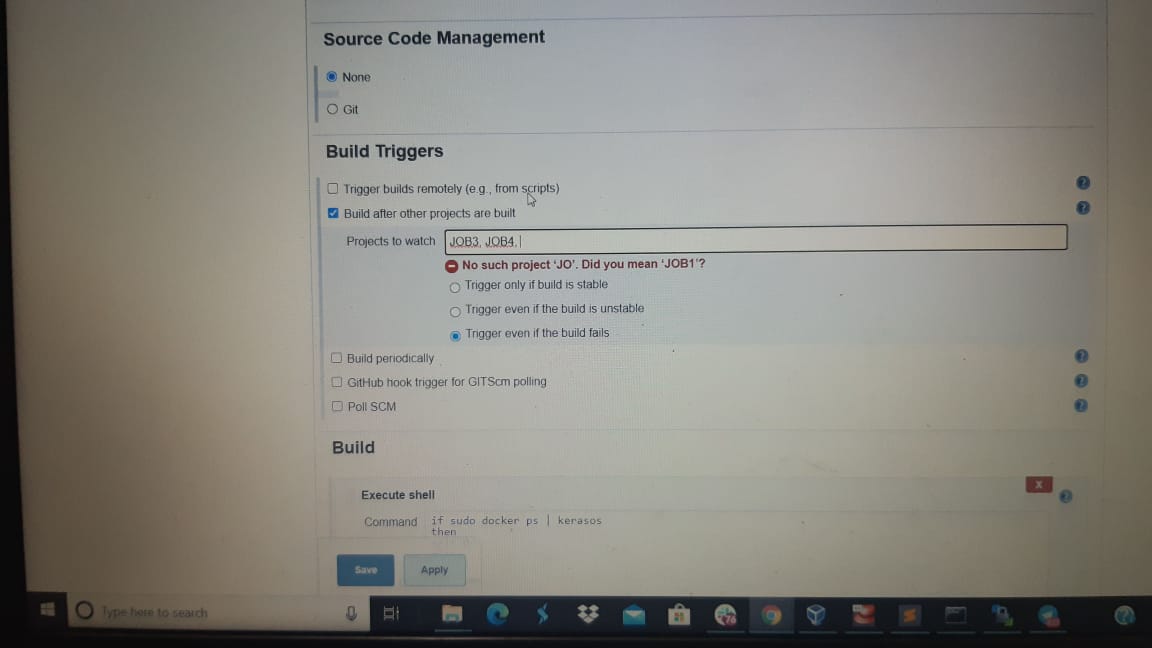 Source Code Management
None
Git
Build Triggers
Trigger builds remotely (e.g., from scripts)
Build after other projects are built
Projects to watch JOB3, JOB4,
No such project ‘JO’. Did you mean ‘JOB1’?
Trigger only if build is stable
Trigger even if the build is unstable
Trigger even if the build fails
Build periodically
GitHub hook trigger for GITScm polling
Poll SCM
Build
X
Execute shell
Command if sudo docker ps | kerasos
then
Save Apply
Type here to search
76